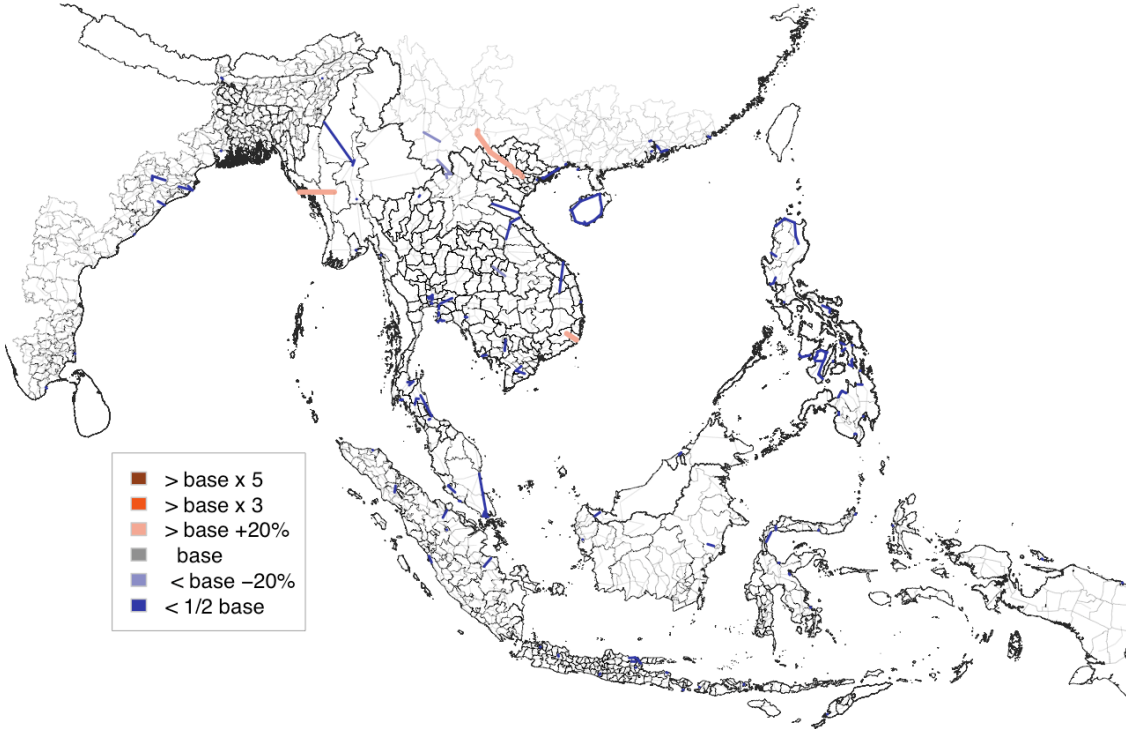 > base x 5
> base x 3
> base +20%
base
< base −20%
< 1/2 base